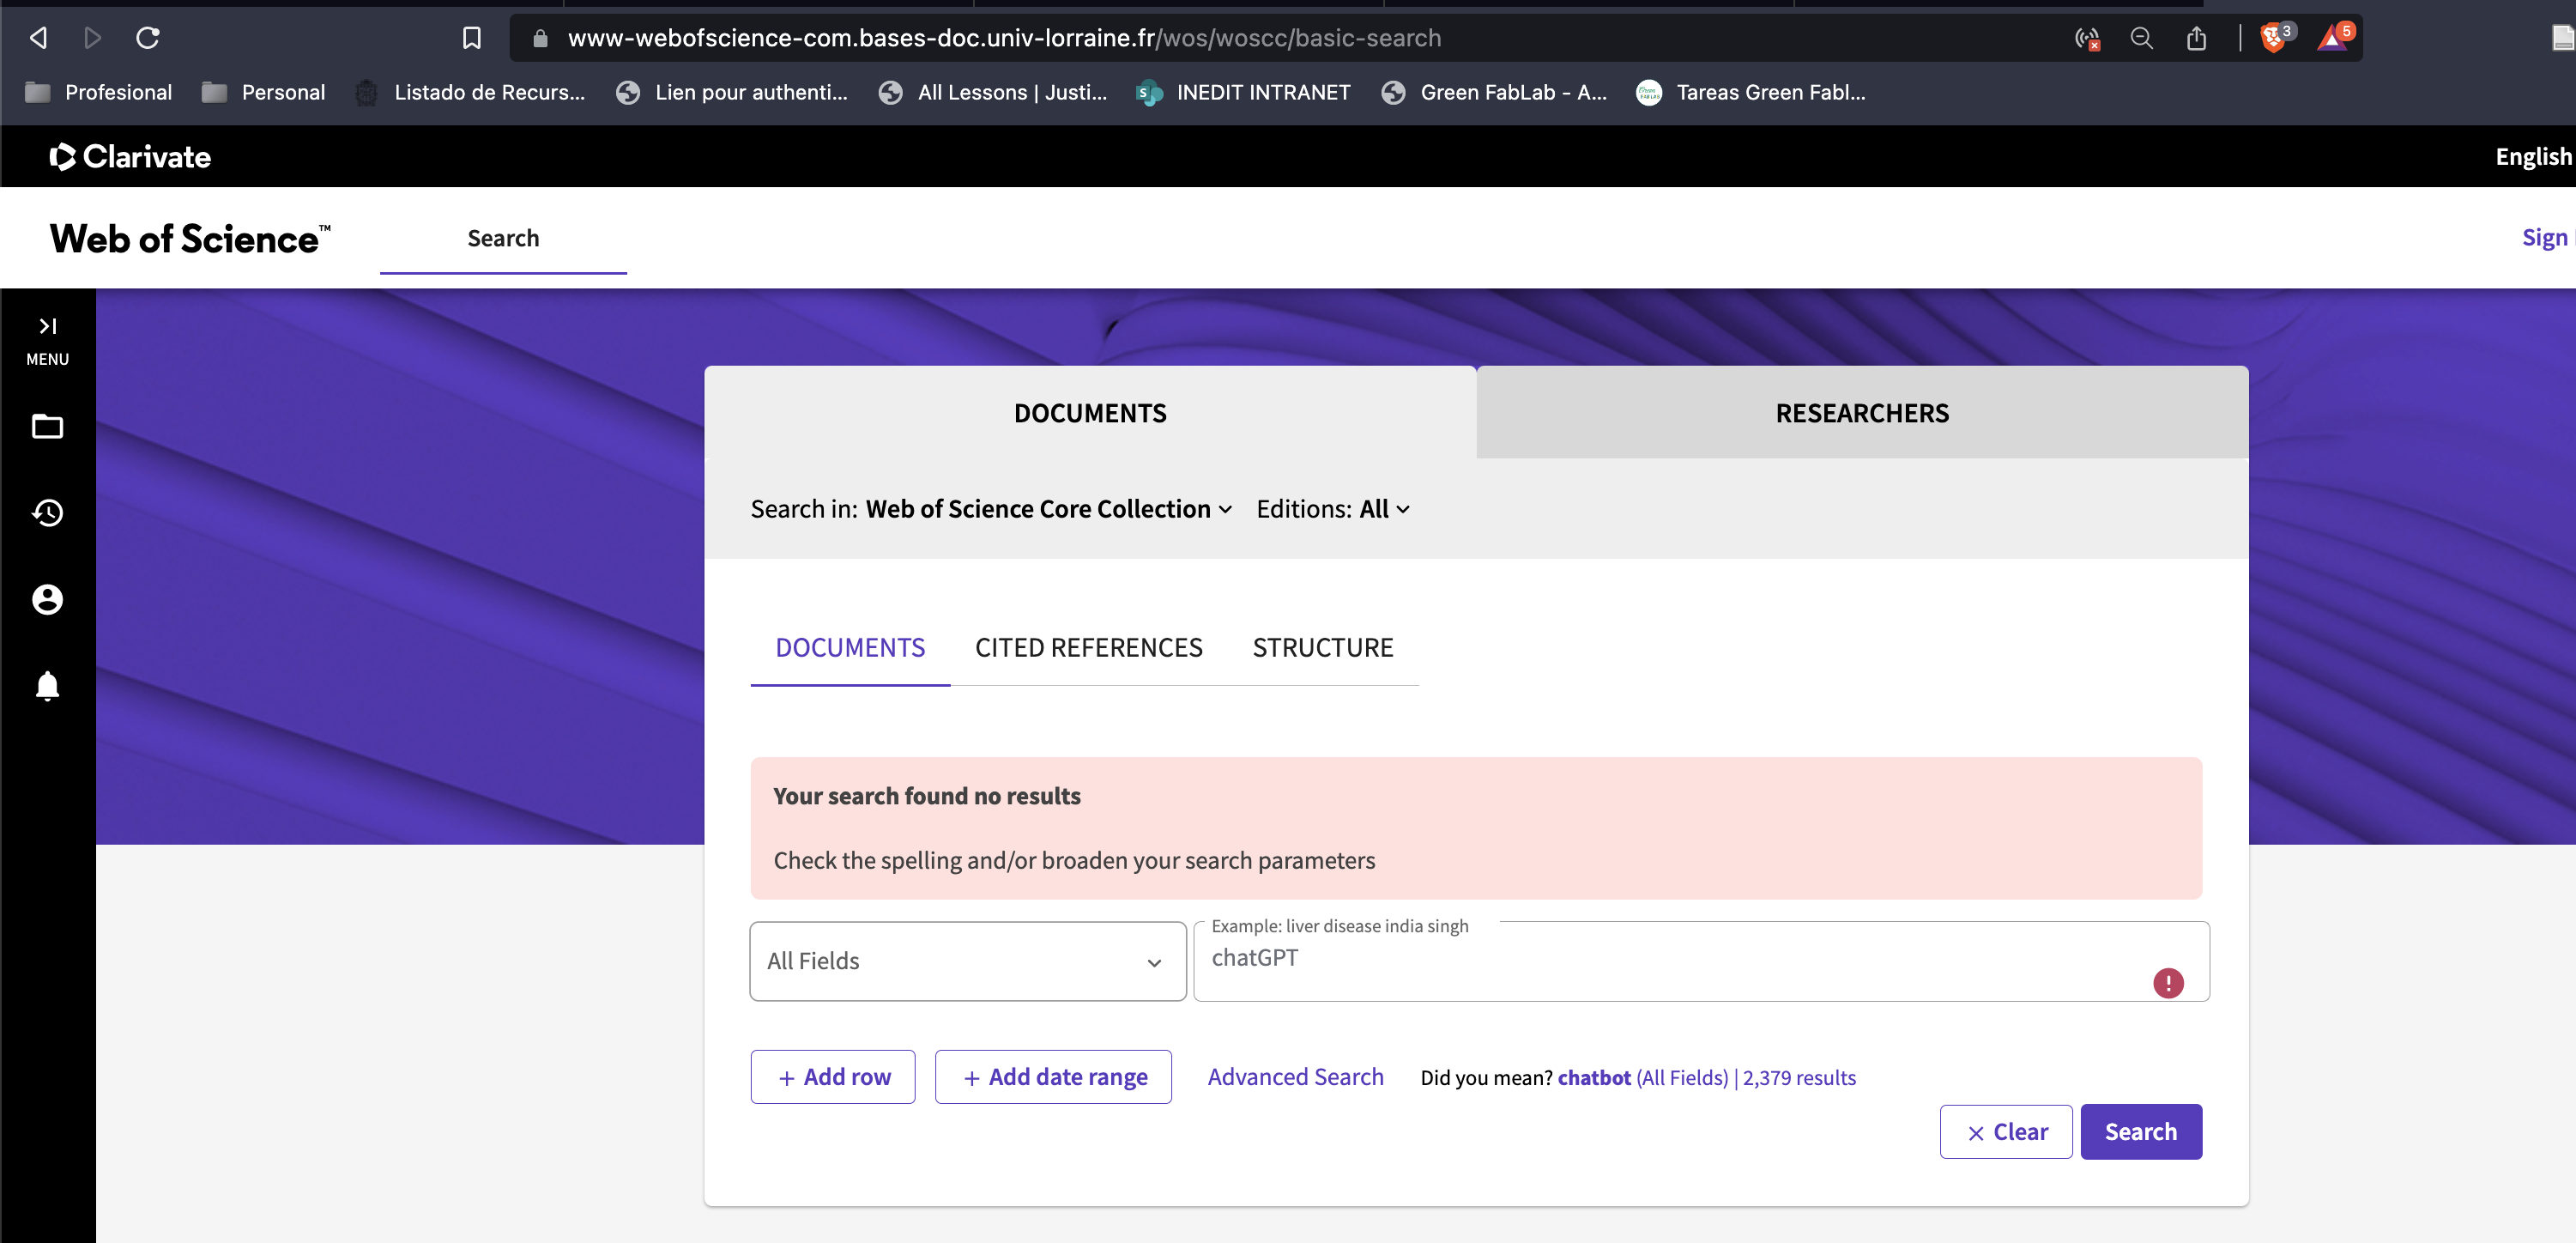 www-webofscience-com.bases-doc.univ-lorraine.fr/wos/woscc/basic-search
3
5
Profesional
Personal
Listado de Recurs...
Lien pour authenti...
All Lessons | Justi...
INEDIT INTRANET
Green FabLab - A...
Tareas Green Fabl...
Clarivate
English
Web of Science™
Search
Sign
MENU
DOCUMENTS
RESEARCHERS
Search in: Web of Science Core Collection Editions: All
DOCUMENTS CITED REFERENCES STRUCTURE
Your search found no results
Check the spelling and/or broaden your search parameters
Example: liver disease india singh
All Fields
chatGPT
+ Add row
+ Add date range
Advanced Search
Did you mean? chatbot (All Fields) | 2,379 results
× Clear
Search